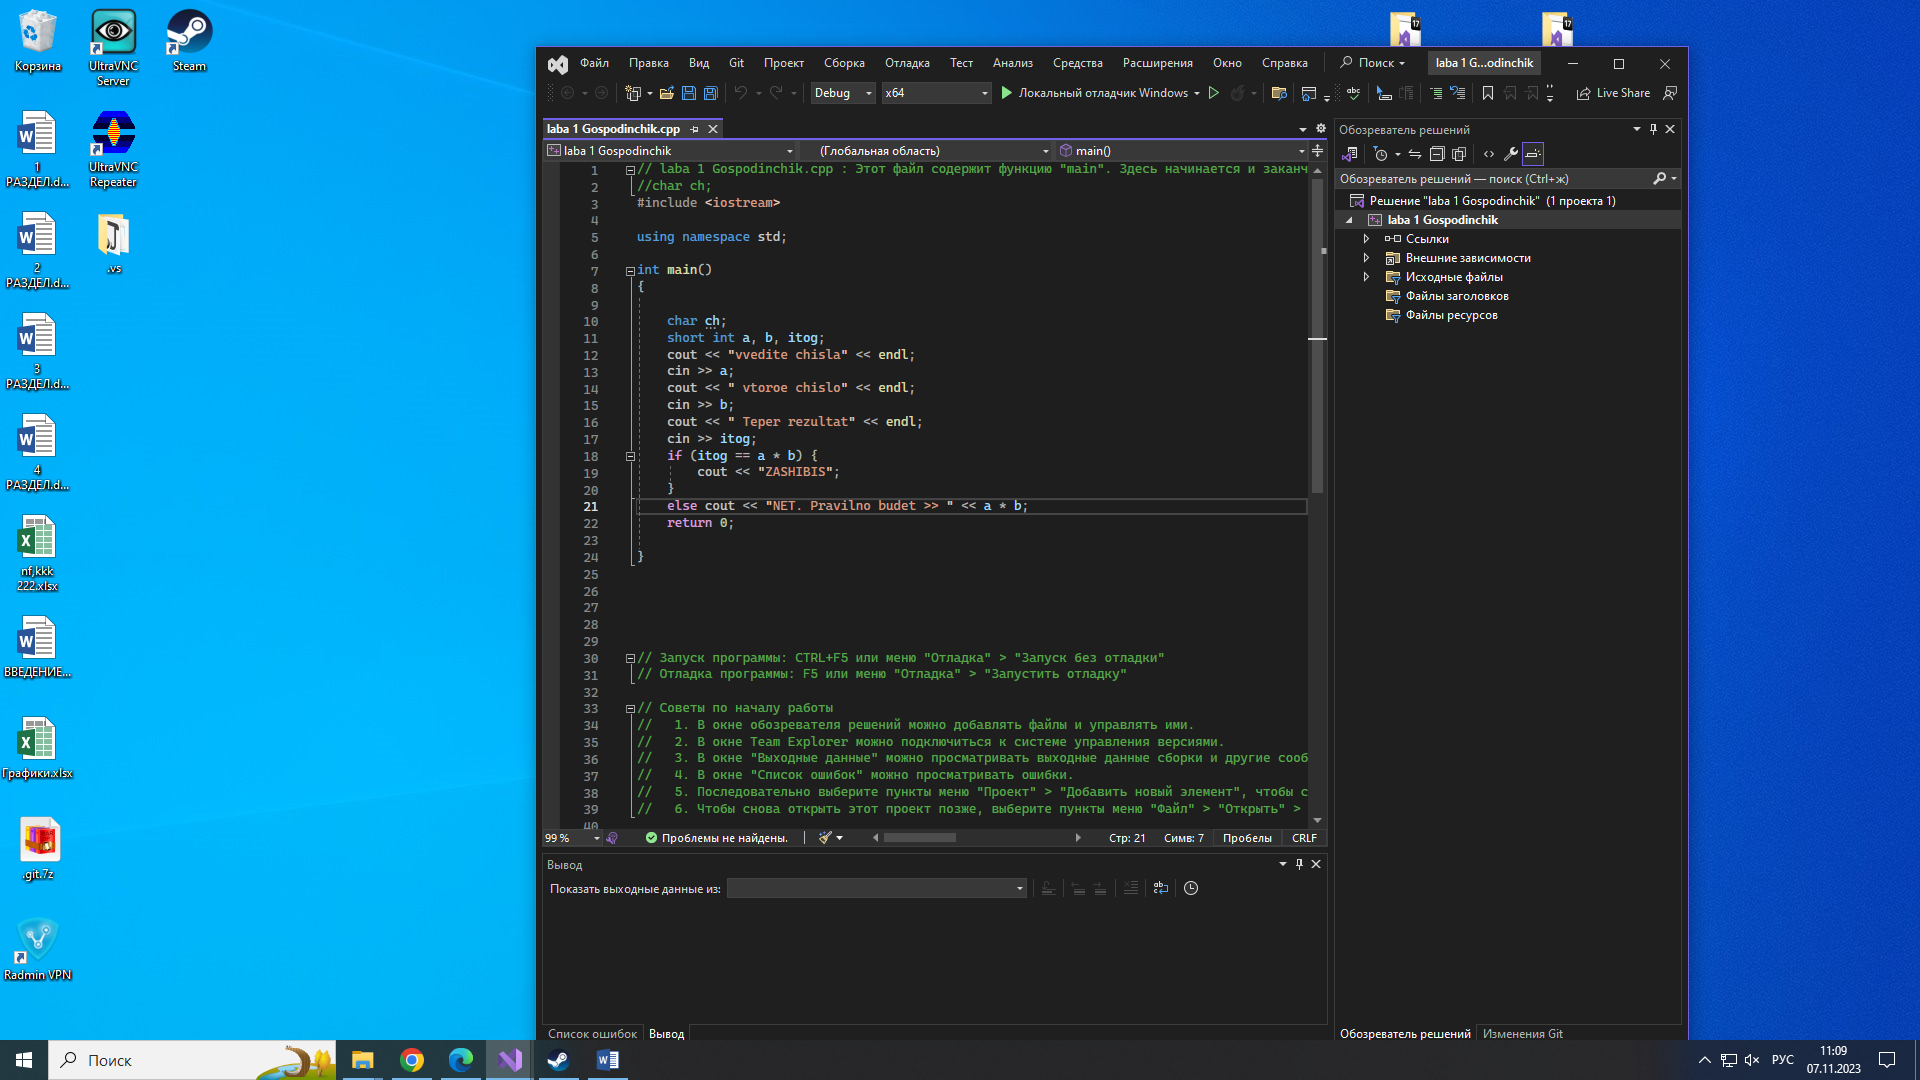 Корзина
UltraVNC Server
Steam
1 РАЗДЕЛ.d...
UltraVNC Repeater
2 РАЗДЕЛ.d...
.vs
3 РАЗДЕЛ.d...
4 РАЗДЕЛ.d...
nf,kkk 222.xlsx
ВВЕДЕНИЕ...
Графики.xlsx
.git.7z
Radmin VPN
17
17
Файл Правка Вид Git Проект Сборка Отладка Тест Анализ Средства Расширения Окно Справка Поиск laba 1 G...odinchik
Debug x64 Локальный отладчик Windows Live Share
laba 1 Gospodinchik.cpp
laba 1 Gospodinchik (Глобальная область) main()
1 // laba 1 Gospodinchik.cpp : Этот файл содержит функцию "main". Здесь начинается и заканч
2 //char ch;
3 #include <iostream>
4
5 using namespace std;
6
7 int main()
8 {
9
10 char ch;
11 short int a, b, itog;
12 cout << "vvedite chisla" << endl;
13 cin >> a;
14 cout << " vtoroe chislo" << endl;
15 cin >> b;
16 cout << " Teper rezultat" << endl;
17 cin >> itog;
18 if (itog == a * b) {
19 cout << "ZASHIBIS";
20 }
21 else cout << "NET. Pravilno budet >> " << a * b;
22 return 0;
23
24 }
25
26
27
28
29
30 // Запуск программы: CTRL+F5 или меню "Отладка" > "Запуск без отладки"
31 // Отладка программы: F5 или меню "Отладка" > "Запустить отладку"
32
33 // Советы по началу работы
34 //   1. В окне обозревателя решений можно добавлять файлы и управлять ими.
35 //   2. В окне Team Explorer можно подключиться к системе управления версиями.
36 //   3. В окне "Выходные данные" можно просматривать выходные данные сборки и другие сооб
37 //   4. В окне "Список ошибок" можно просматривать ошибки.
38 //   5. Последовательно выберите пункты меню "Проект" > "Добавить новый элемент", чтобы с
39 //   6. Чтобы снова открыть этот проект позже, выберите пункты меню "Файл" > "Открыть" >
40
99 % Проблемы не найдены. Стр: 21 Симв: 7 Пробелы CRLF
Вывод
Показать выходные данные из:
Список ошибок Вывод
Обозреватель решений
Обозреватель решений — поиск (Ctrl+ж)
Решение "laba 1 Gospodinchik" (1 проекта 1)
laba 1 Gospodinchik
Ссылки
Внешние зависимости
Исходные файлы
Файлы заголовков
Файлы ресурсов
Обозреватель решений Изменения Git
Поиск
РУС
11:09
07.11.2023